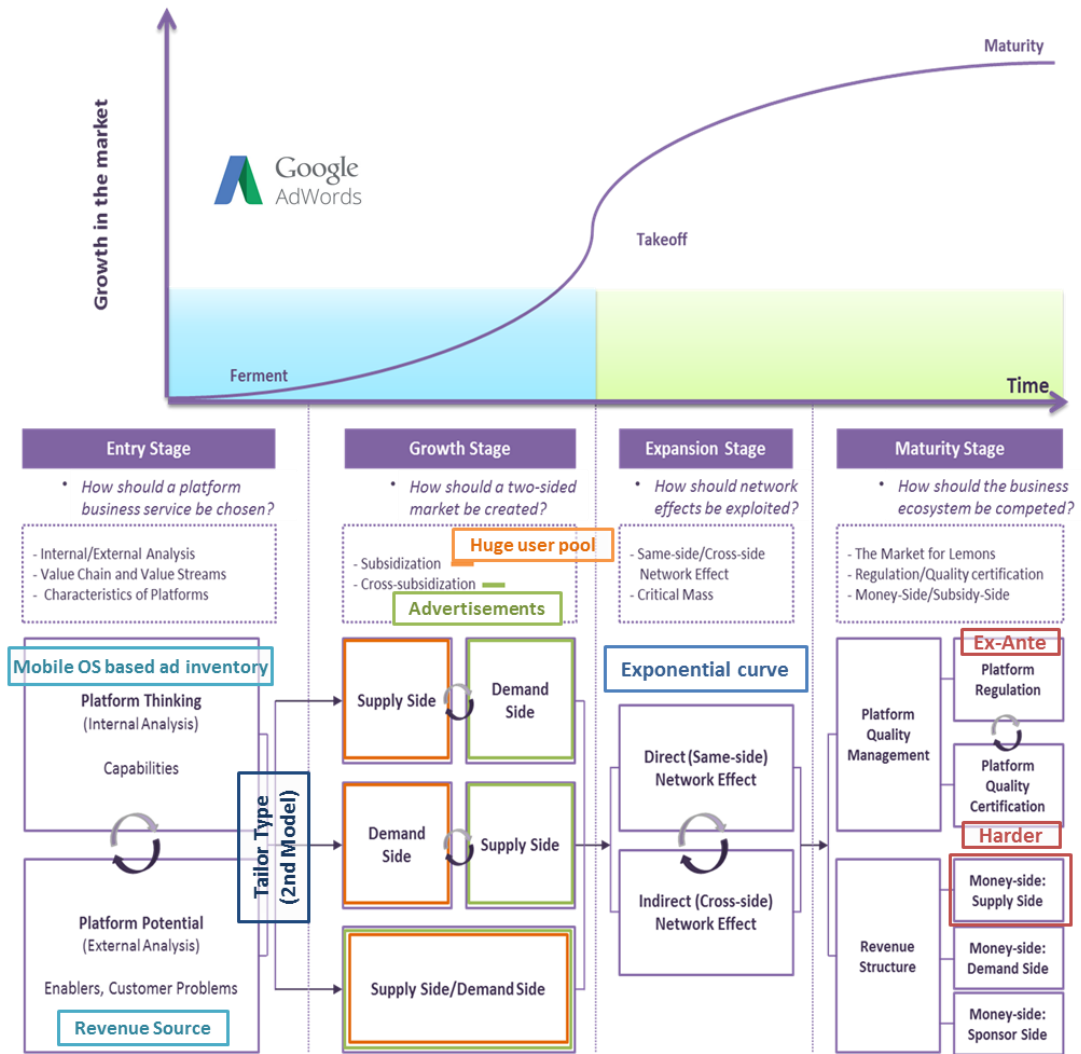 Growth in the market
Maturity
Google
AdWords
Takeoff
Ferment
Time
Entry Stage
• How should a platform
business service be chosen?
- Internal/External Analysis
- Value Chain and Value Streams
- Characteristics of Platforms
Mobile OS based ad inventory
Platform Thinking
(Internal Analysis)
Capabilities
Platform Potential
(External Analysis)
Enablers, Customer Problems
Revenue Source
Tailor Type
(2nd Model)
Growth Stage
• How should a two-sided
market be created?
Huge user pool
- Subsidization
- Cross-subsidization
Advertisements
Supply Side
Demand
Side
Demand
Side
Supply Side
Supply Side/Demand Side
Expansion Stage
• How should network
effects be exploited?
- Same-side/Cross-side
Network Effect
- Critical Mass
Exponential curve
Direct (Same-side)
Network Effect
Indirect (Cross-side)
Network Effect
Maturity Stage
• How should the business
ecosystem be competed?
- The Market for Lemons
- Regulation/Quality certification
- Money-Side/Subsidy-Side
Platform
Quality
Management
Ex-Ante
Platform
Regulation
Platform
Quality
Certification
Harder
Revenue
Structure
Money-side:
Supply Side
Money-side:
Demand Side
Money-side:
Sponsor Side